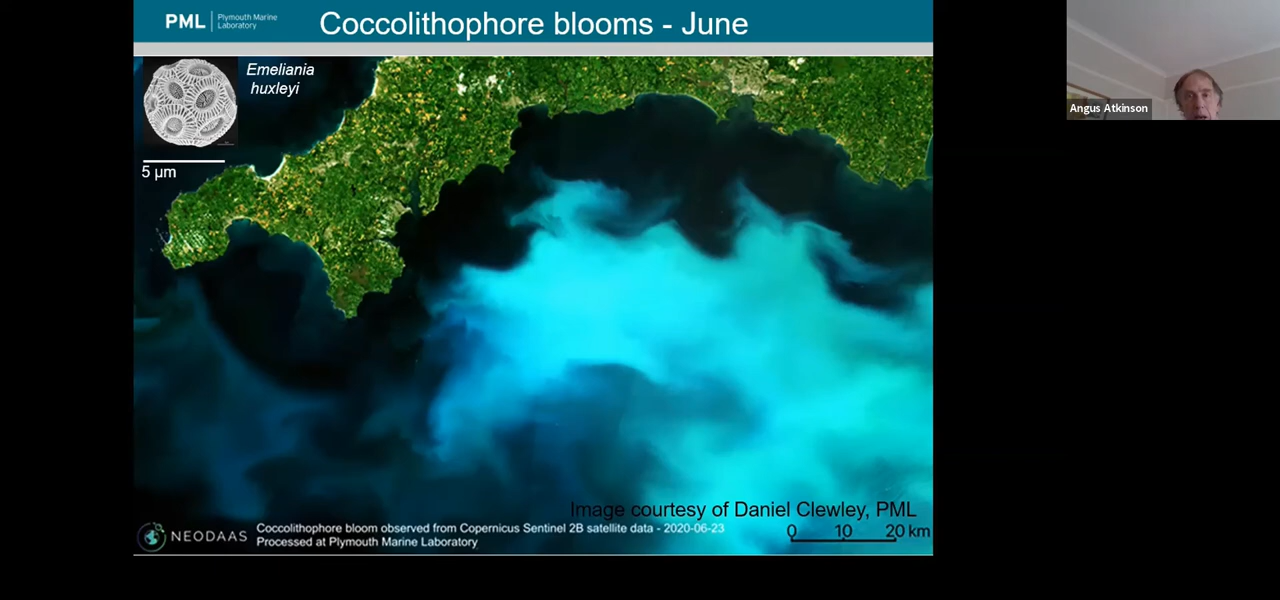 PML
Plymouth Marine
Laboratory
Coccolithophore blooms - June
Emeliania
huxleyi
Angus Atkinson
5 µm
Image courtesy of Daniel Clewley, PML
NEODAAS
Coccolithophore bloom observed from Copernicus Sentinel 2B satellite data - 2020-06-23
Processed at Plymouth Marine Laboratory
0 10 20 km